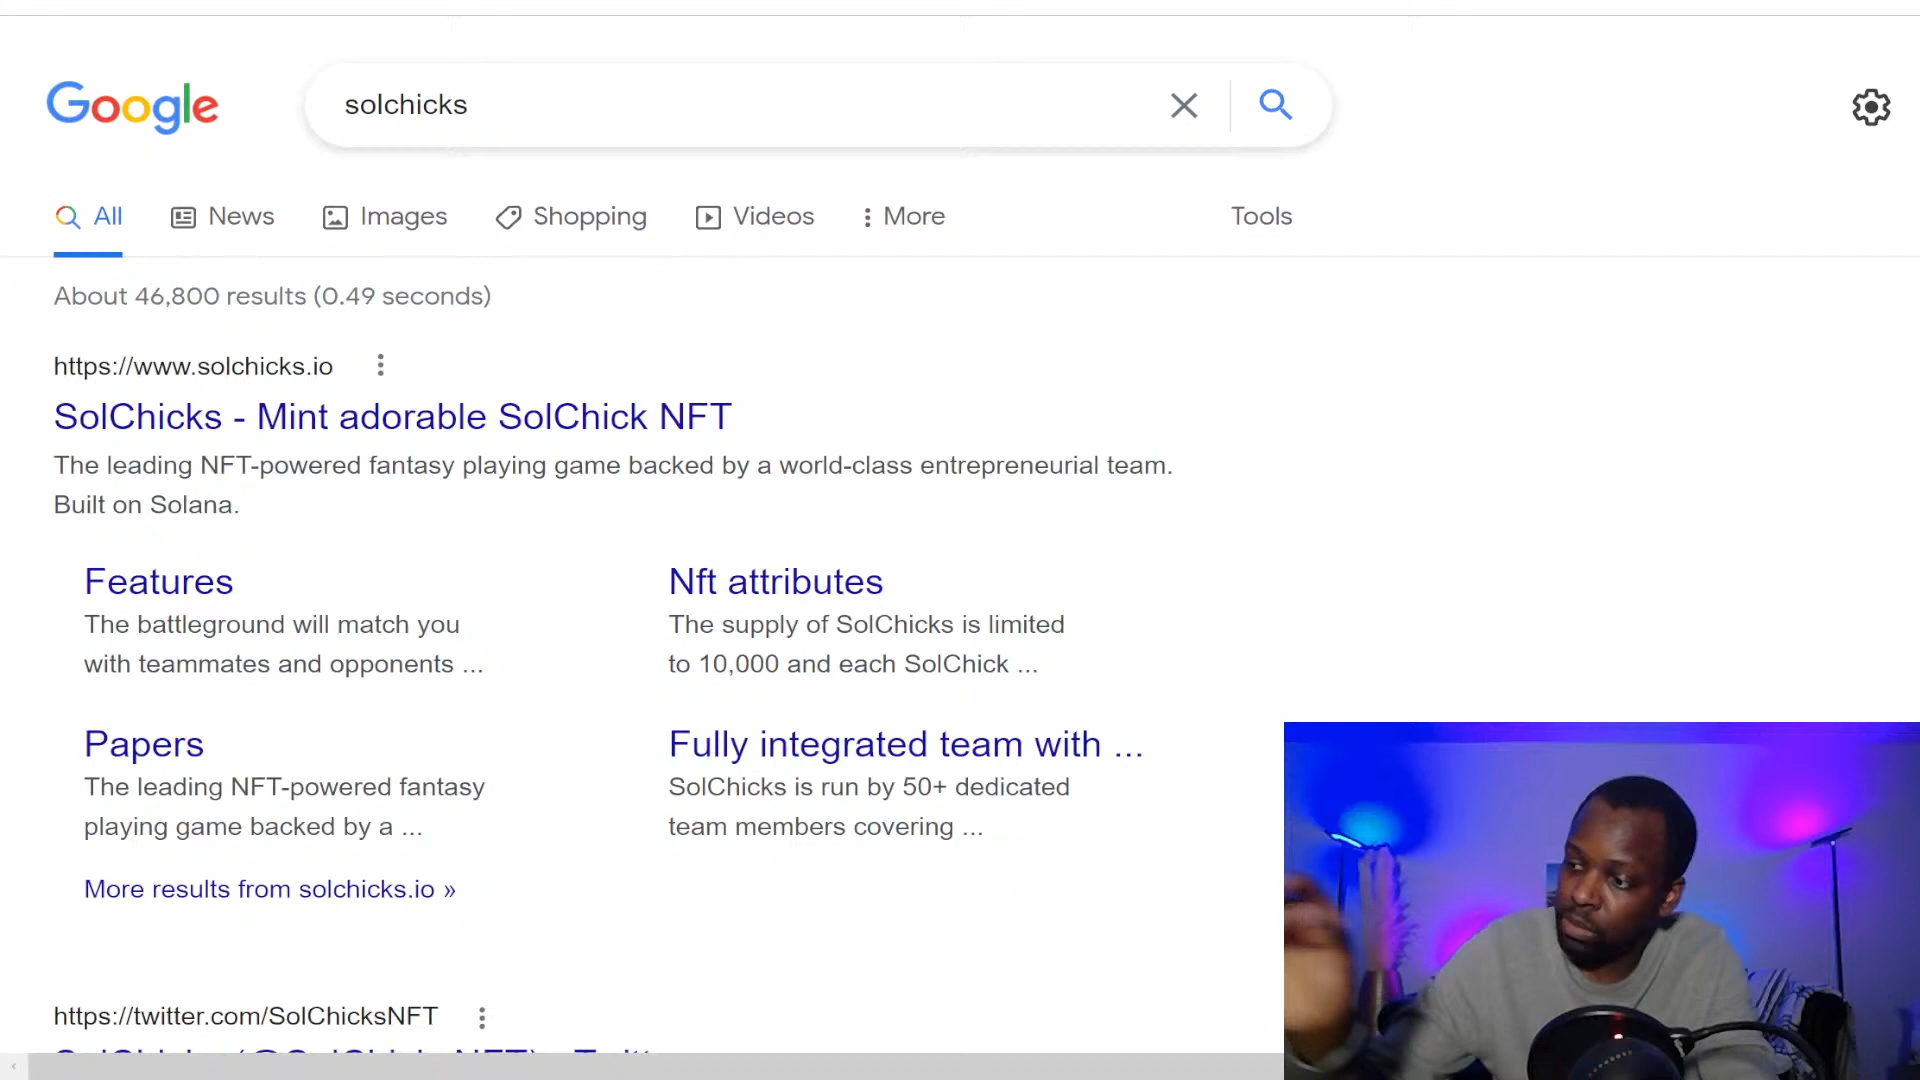 Google
solchicks
All
News
Images
Shopping
Videos
More
Tools
About 46,800 results (0.49 seconds)
https://www.solchicks.io
SolChicks - Mint adorable SolChick NFT
The leading NFT-powered fantasy playing game backed by a world-class entrepreneurial team.
Built on Solana.
Features
The battleground will match you
with teammates and opponents ...
Nft attributes
The supply of SolChicks is limited
to 10,000 and each SolChick ...
Papers
The leading NFT-powered fantasy
playing game backed by a ...
Fully integrated team with ...
SolChicks is run by 50+ dedicated
team members covering ...
More results from solchicks.io »
https://twitter.com/SolChicksNFT